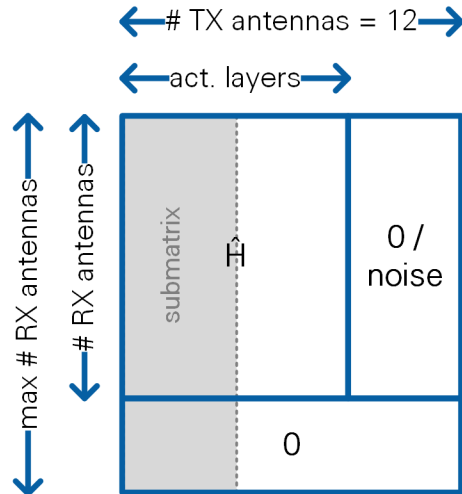 # TX antennas = 12
act. layers
max # RX antennas
# RX antennas
submatrix
Ĥ
0 /
noise
0